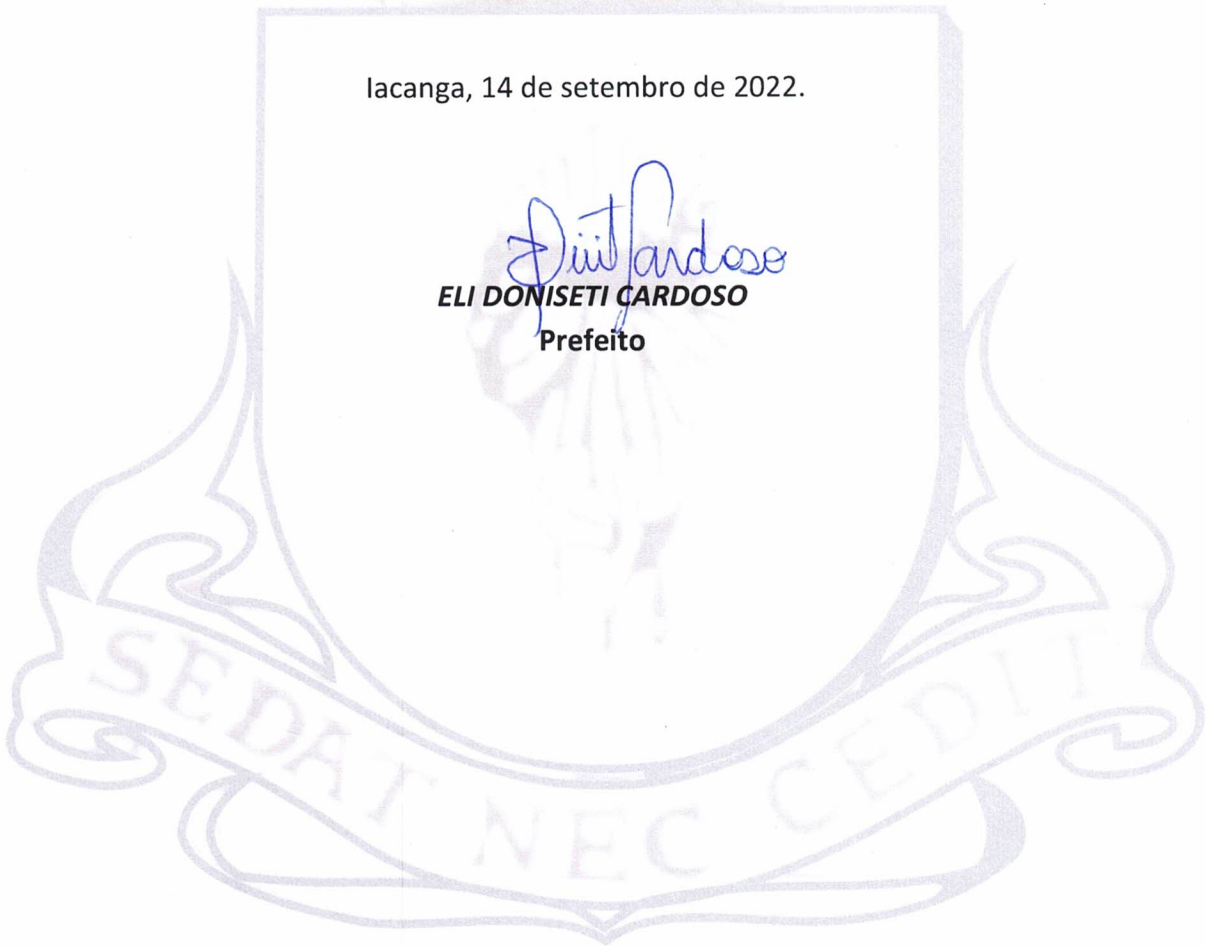 Iacanga, 14 de setembro de 2022.
ELI DONISETI CARDOSO
Prefeito
SEDAT NEC CEDIT